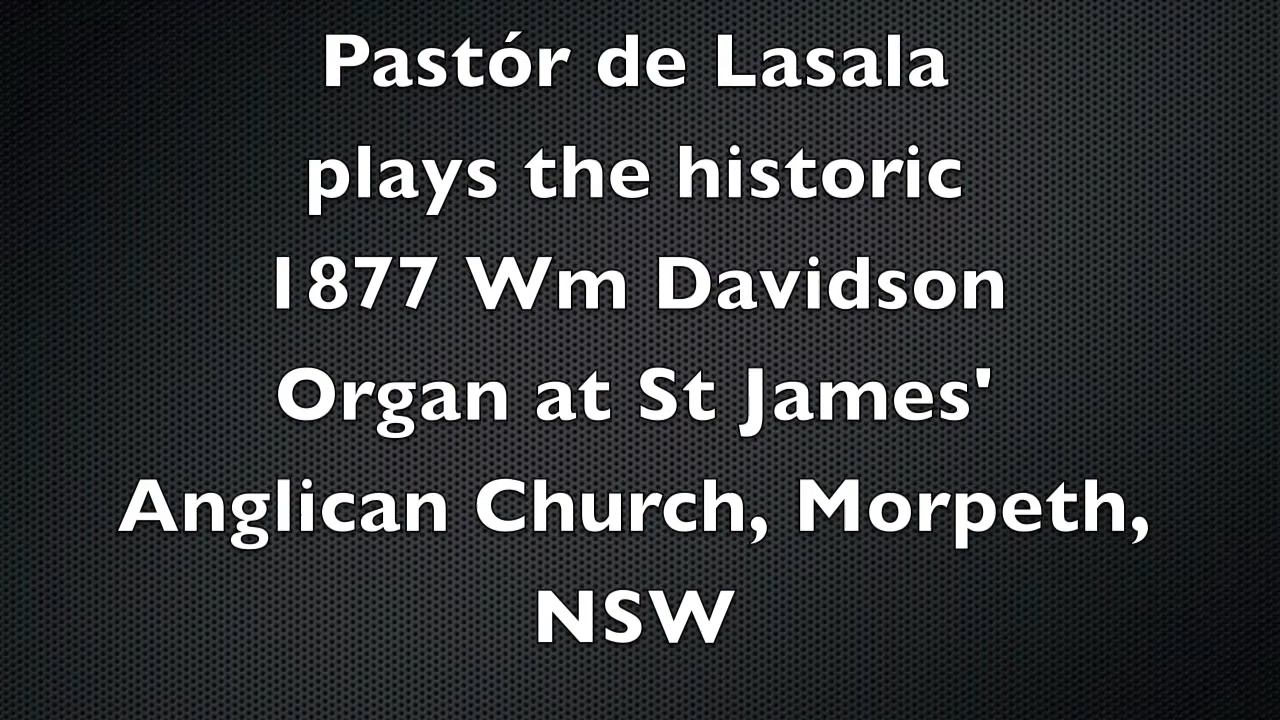 Pastór de Lasala
plays the historic
1877 Wm Davidson
Organ at St James'
Anglican Church, Morpeth,
NSW